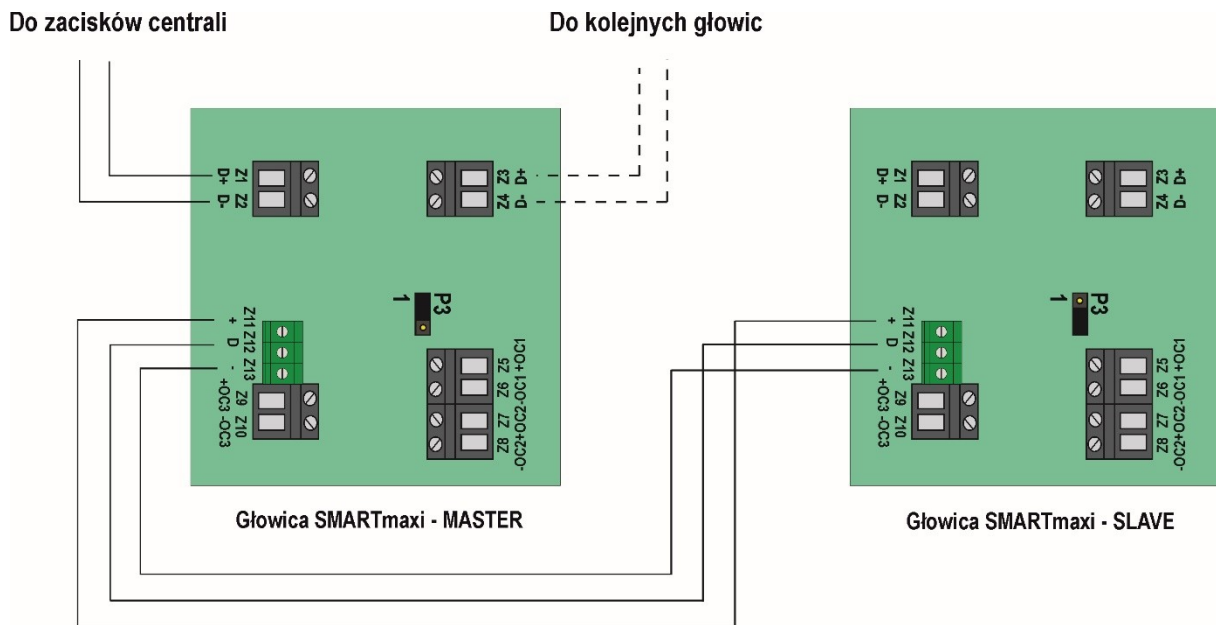 Do zacisków centrali
Do kolejnych głowic
D+ Z1
D- Z2
Z3 D+
Z4 D-
P3
1
Z11 Z12 Z13
+ D -
+OC3 -OC3
Z9 Z10
Z5 Z6 Z7 Z8
-OC2+OC2-OC1 +OC1
Głowica SMARTmaxi - MASTER
D+ Z1
D- Z2
Z3 D+
Z4 D-
P3
1
Z11 Z12 Z13
+ D -
+OC3 -OC3
Z9 Z10
Z5 Z6 Z7 Z8
-OC2+OC2-OC1 +OC1
Głowica SMARTmaxi - SLAVE